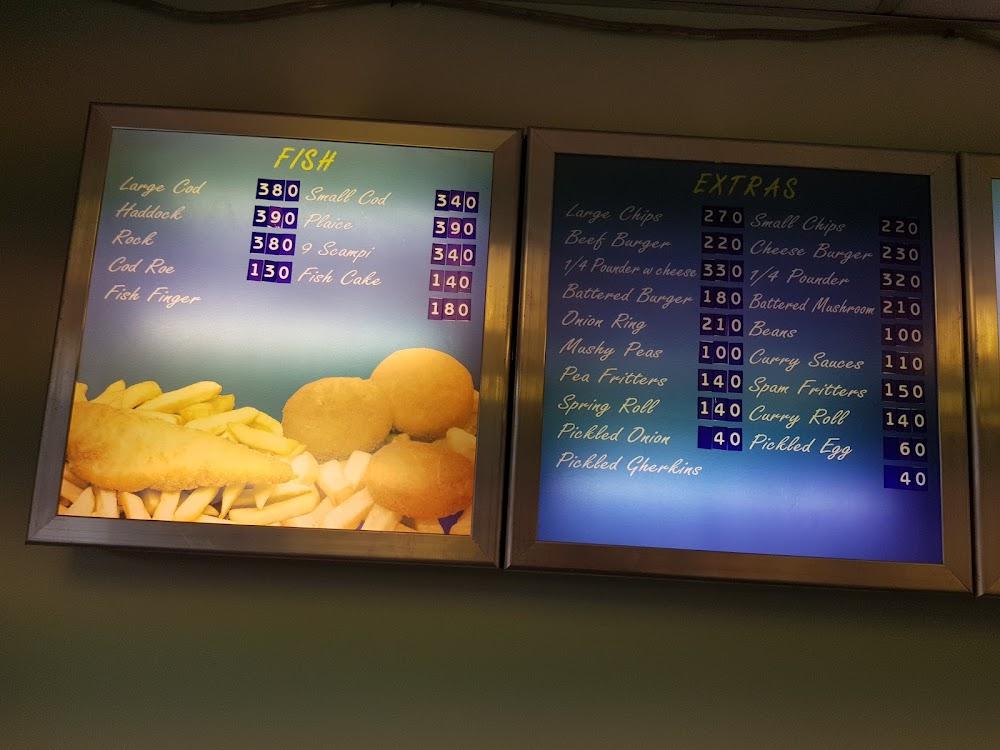 FISH
Large Cod 380 Small Cod 340
Haddock 390 Plaice 390
Rock 380 9 Scampi 340
Cod Roe 130 Fish Cake 140
Fish Finger 180
EXTRAS
Large Chips 270 Small Chips 220
Beef Burger 220 Cheese Burger 230
1/4 Pounder w cheese 330 1/4 Pounder 320
Battered Burger 180 Battered Mushroom 210
Onion Ring 210 Beans 100
Mushy Peas 100 Curry Sauces 110
Pea Fritters 140 Spam Fritters 150
Spring Roll 140 Curry Roll 140
Pickled Onion 40 Pickled Egg 60
Pickled Gherkins 40